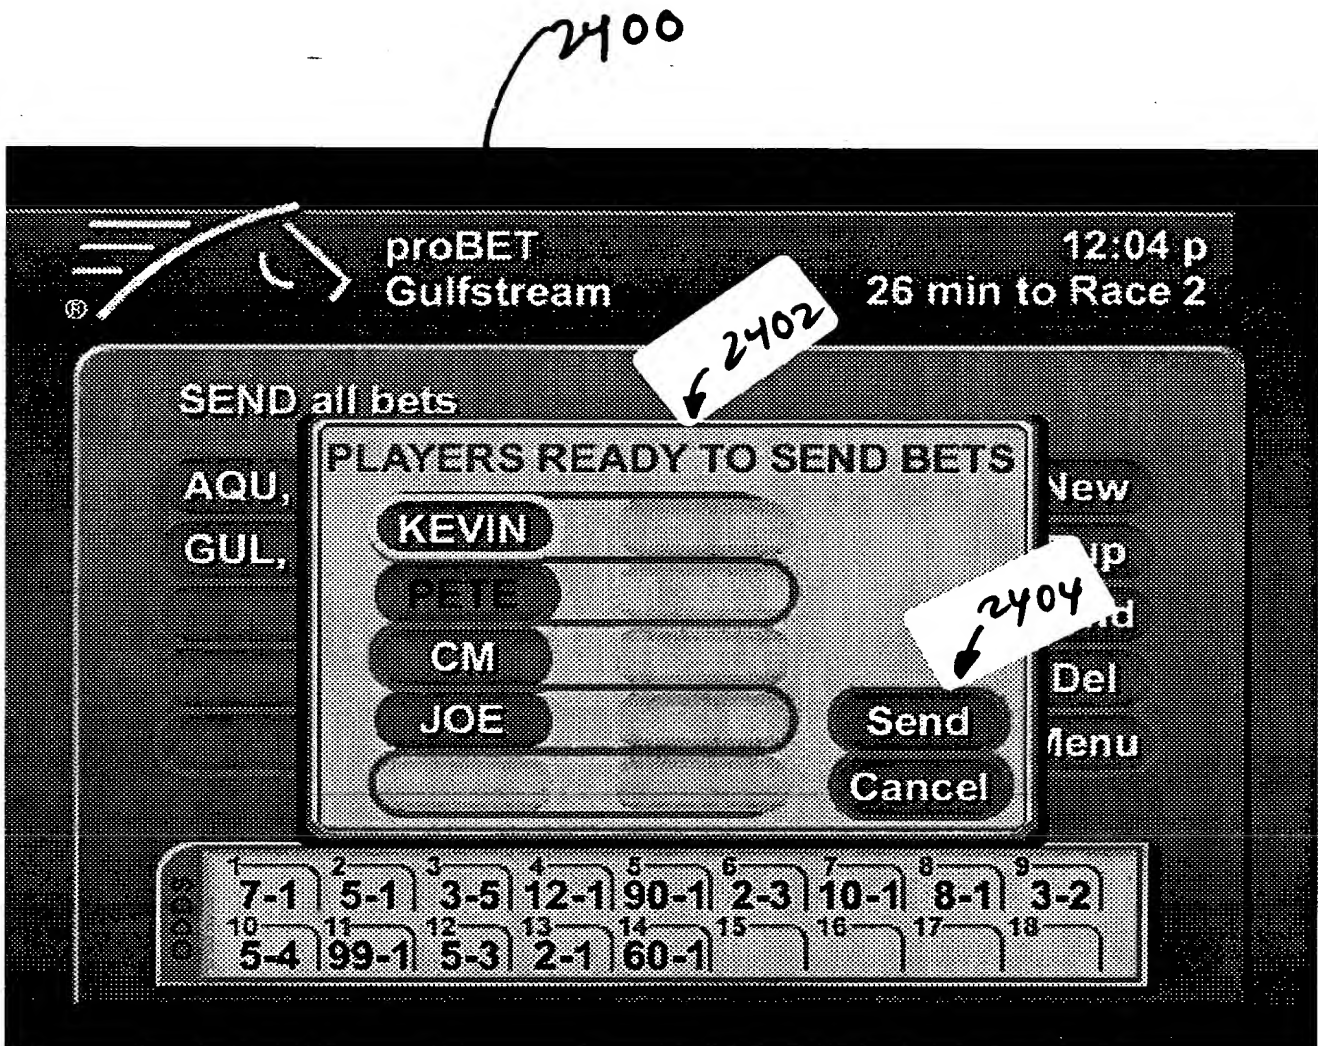 2400
proBET 12:04 p
® Gulfstream 26 min to Race 2
2402
SEND all bets
PLAYERS READY TO SEND BETS
AQU, New
KEVIN
GUL, up
PETE
2404
CM
Del
JOE Send
Menu
Cancel
ODDS
1 2 3 4 5 6 7 8 9
7-1 5-1 3-5 12-1 90-1 2-3 10-1 8-1 3-2
10 11 12 13 14 15 16 17 18
5-4 99-1 5-3 2-1 60-1